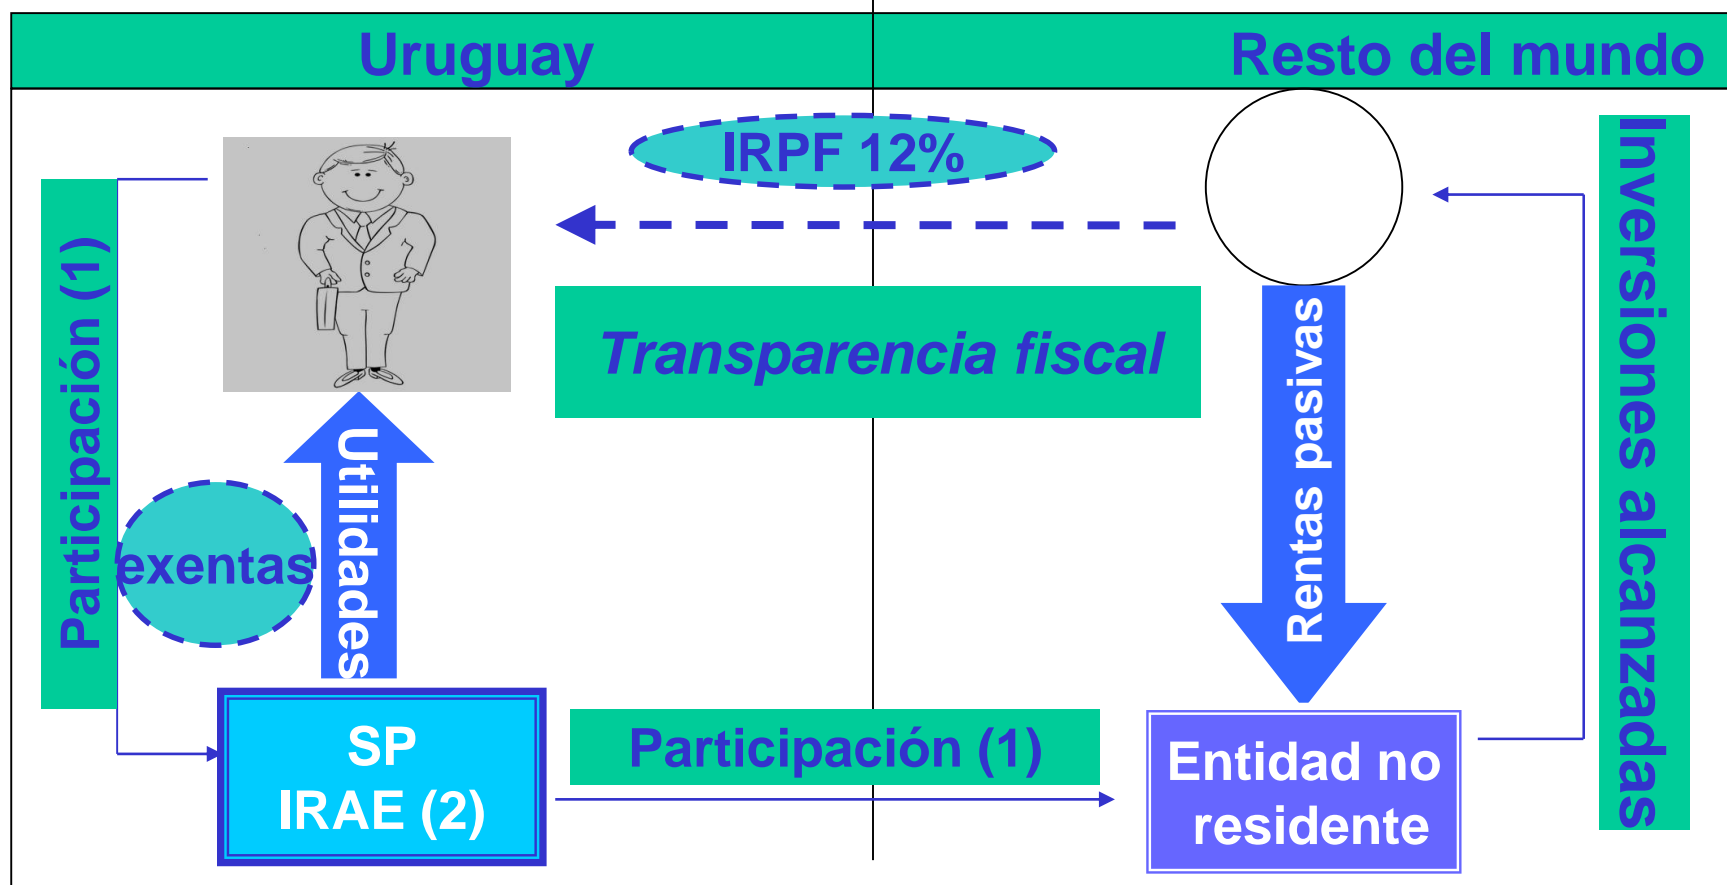 Uruguay
Resto del mundo
IRPF 12%
Participación (1)
Transparencia fiscal
Rentas pasivas
Inversiones alcanzadas
Utilidades
exentas
SP
IRAE (2)
Participación (1)
Entidad no
residente